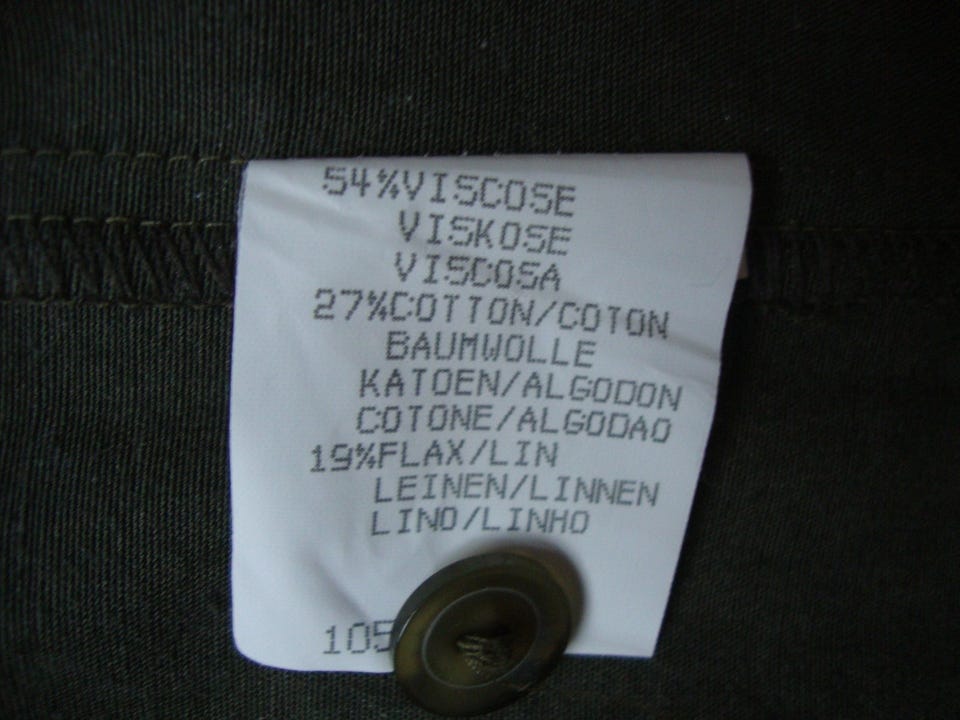 54%VISCOSE
VISKOSE
VISCOSA
27%COTTON/COTON
BAUMWOLLE
KATOEN/ALGODON
COTONE/ALGODAO
19%FLAX/LIN
LEINEN/LINNEN
LINO/LINHO
105